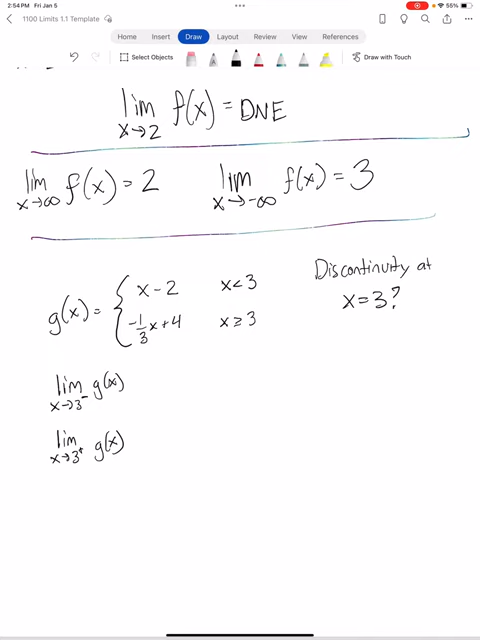 2:54 PM Fri Jan 5 ... 55%
1100 Limits 1.1 Template
Home Insert Draw Layout Review View References
Select Objects Draw with Touch
lim x→2 f(x) = DNE
lim x→∞ f(x) = 2 lim x→-∞ f(x) = 3
g(x) = { x - 2 x < 3 Discontinuity at
-1/3 x + 4 x ≥ 3 x = 3?
lim x→3⁻ g(x)
lim x→3⁺ g(x)